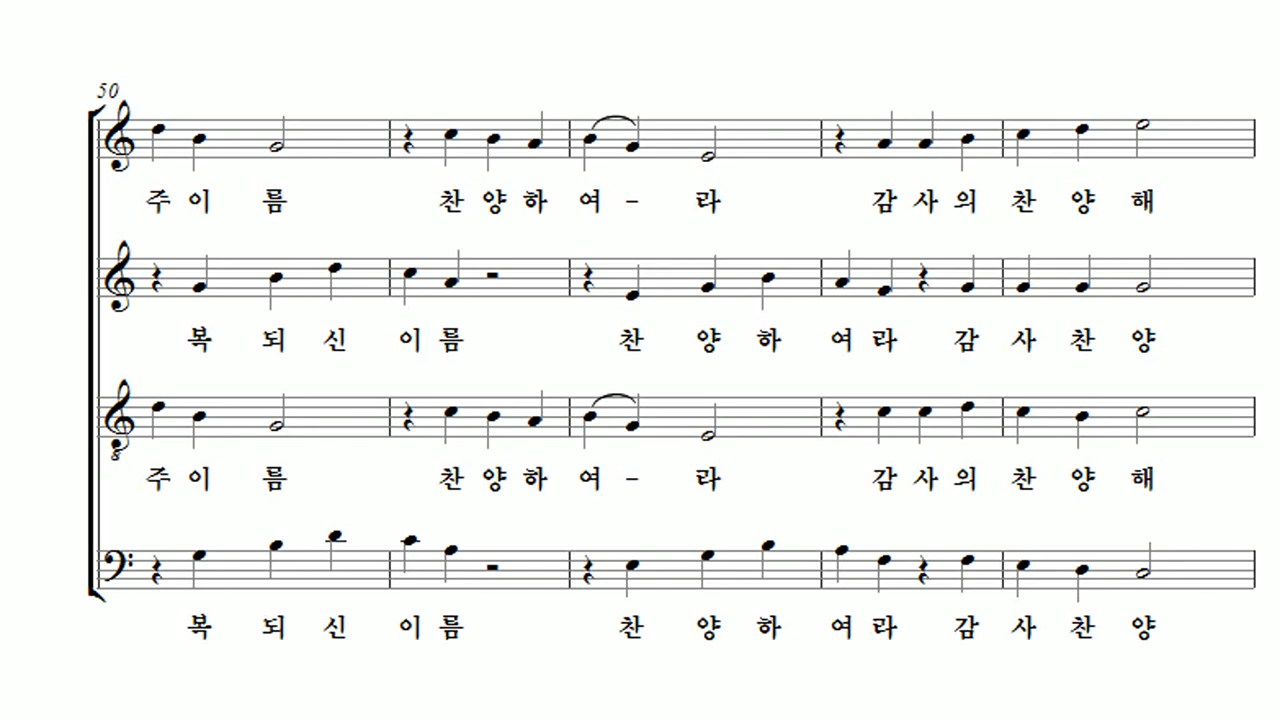 50
주 이 름 찬 양 하 여 - 라 감 사 의 찬 양 해
복 되 신 이 름 찬 양 하 여 라 감 사 찬 양
8
주 이 름 찬 양 하 여 - 라 감 사 의 찬 양 해
복 되 신 이 름 찬 양 하 여 라 감 사 찬 양